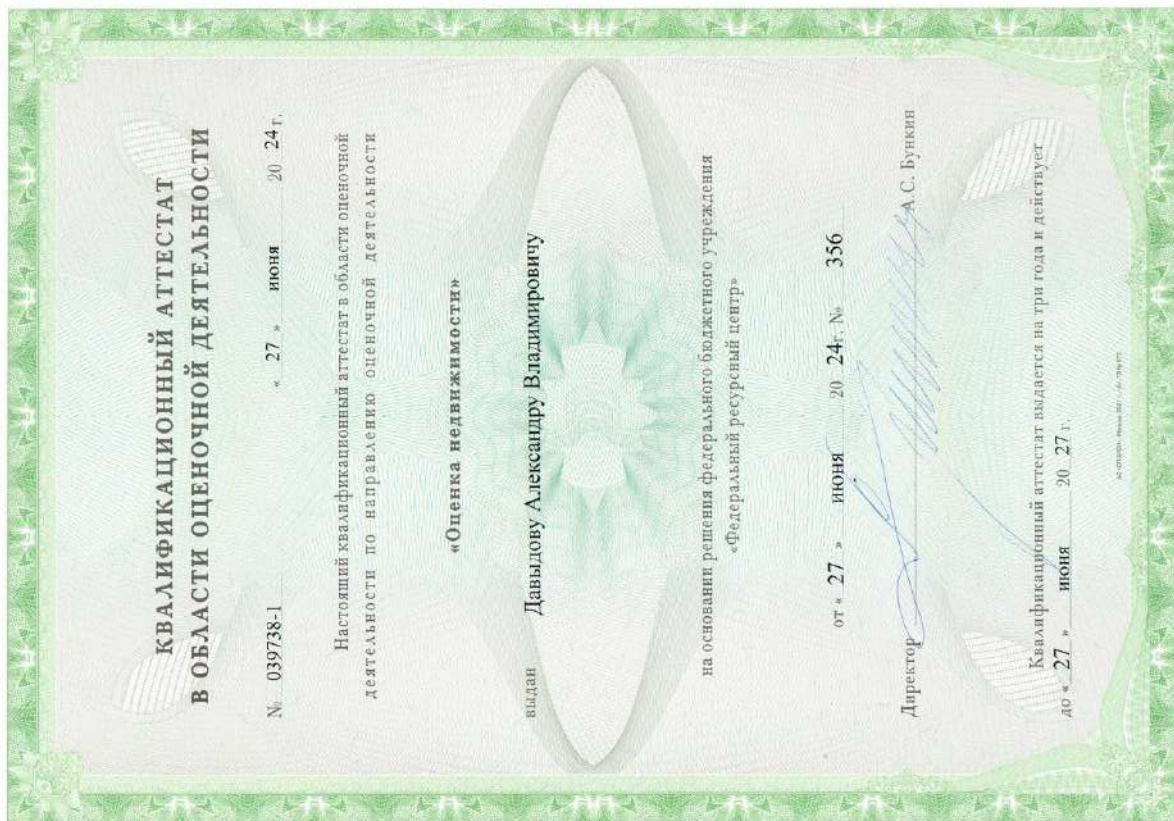 КВАЛИФИКАЦИОННЫЙ АТТЕСТАТ
В ОБЛАСТИ ОЦЕНОЧНОЙ ДЕЯТЕЛЬНОСТИ
№ 039738-1 « 27 » июня 20 24 г.
Настоящий квалификационный аттестат в области оценочной
деятельности по направлению оценочной деятельности
«Оценка недвижимости»
выдан Давыдову Александру Владимировичу
на основании решения федерального бюджетного учреждения
«Федеральный ресурсный центр»
от « 27 » июня 20 24г. № 356
Директор А.С. Бункин
Квалификационный аттестат выдается на три года и действует
до « 27 » июня 20 27 г.